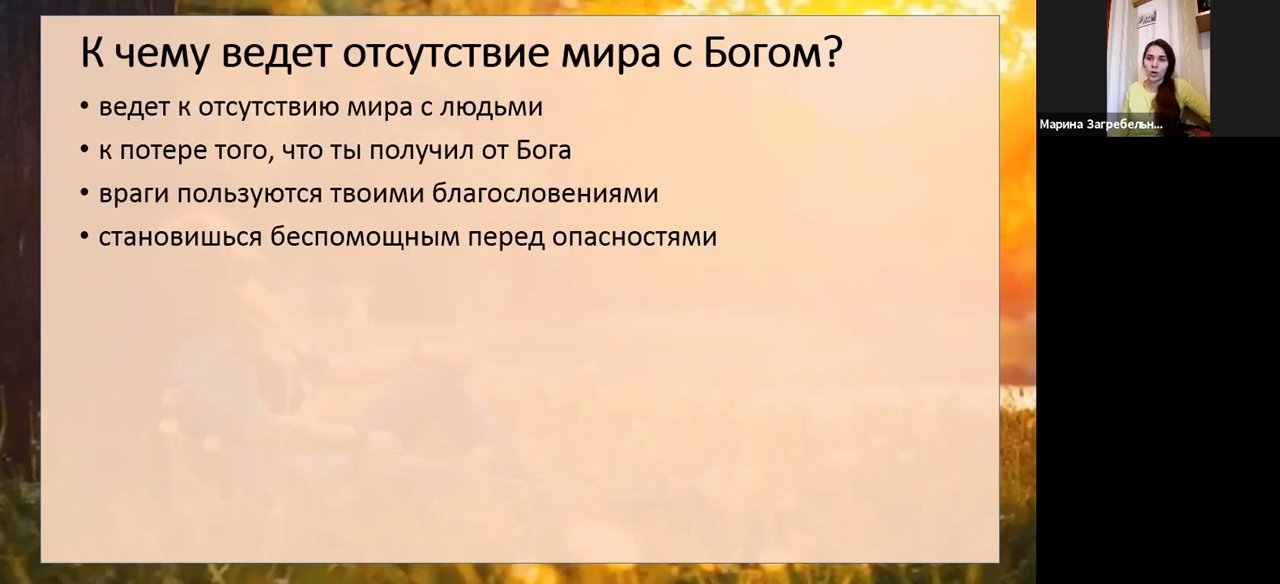 К чему ведет отсутствие мира с Богом?
• ведет к отсутствию мира с людьми
• к потере того, что ты получил от Бога
• враги пользуются твоими благословениями
• становишься беспомощным перед опасностями
Марина Загребельн...